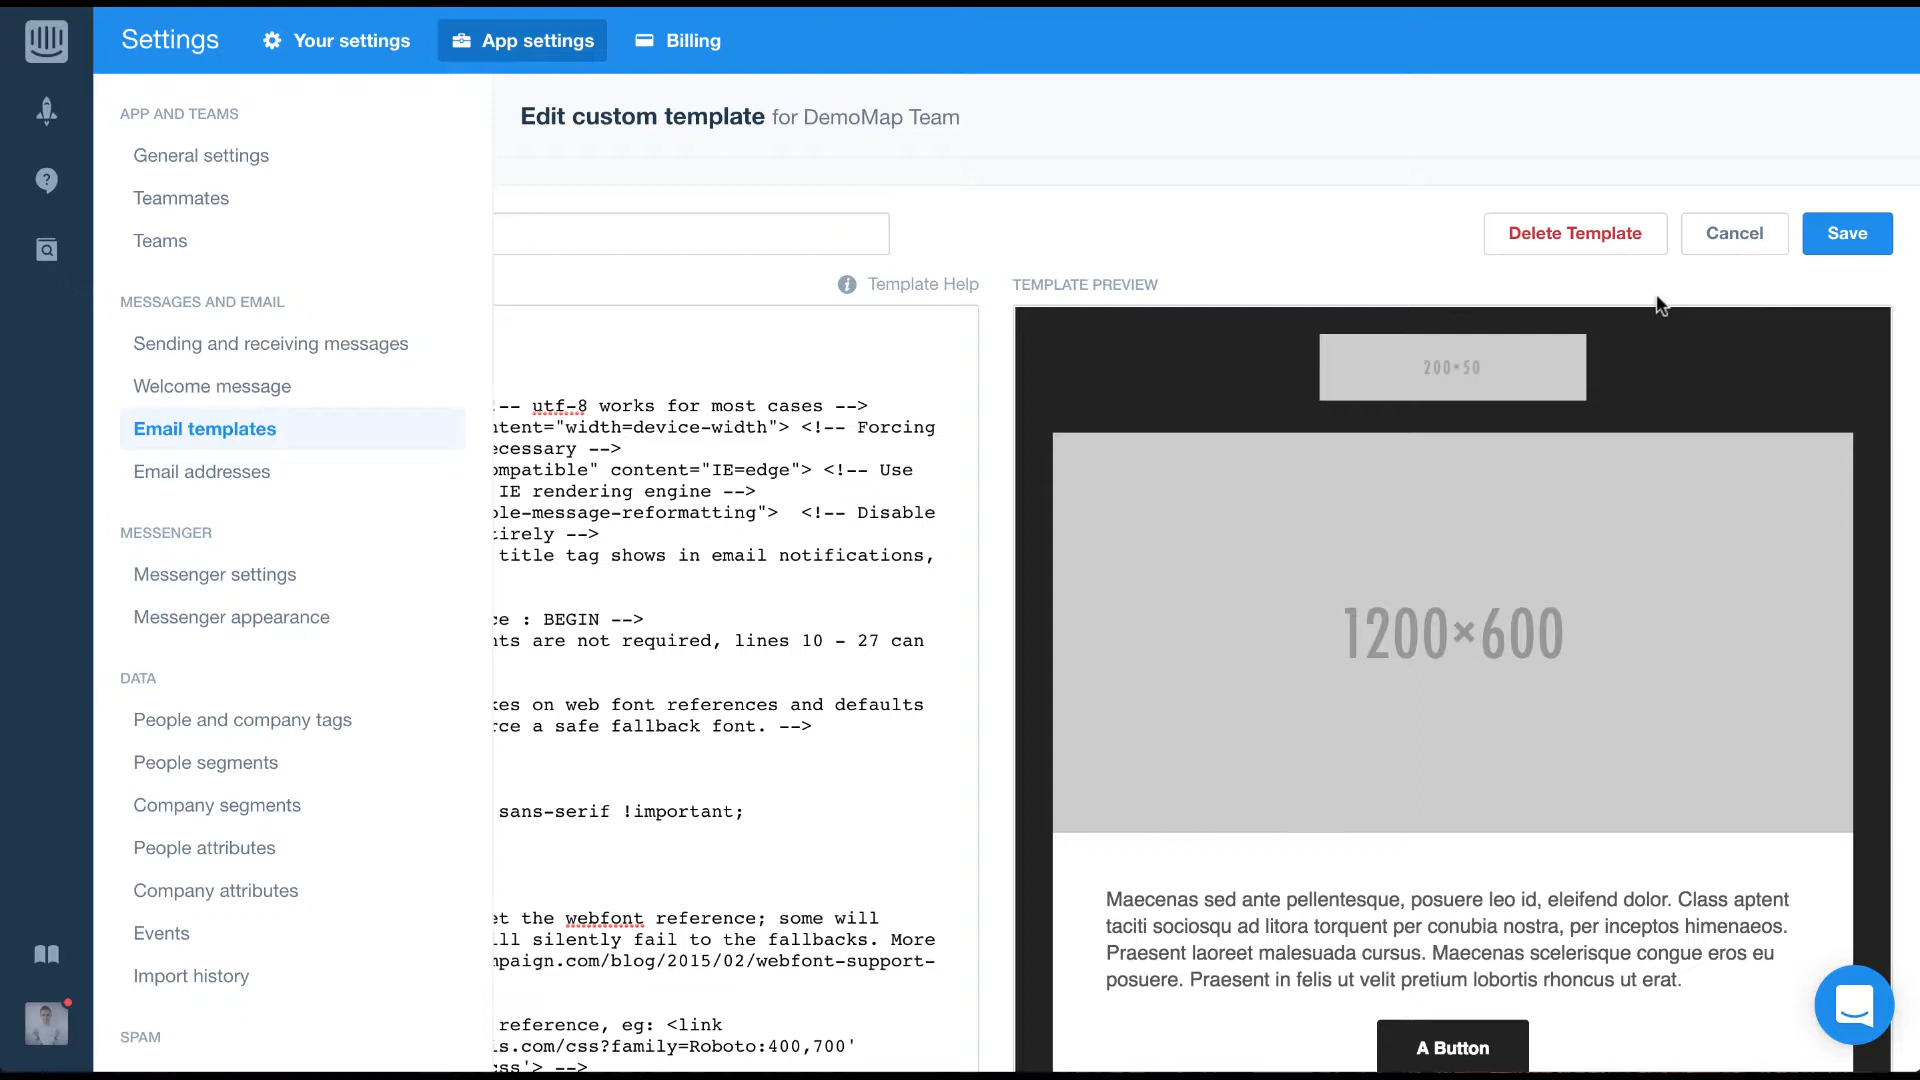 Settings
Your settings
App settings
Billing
APP AND TEAMS
General settings
Teammates
Teams
MESSAGES AND EMAIL
Sending and receiving messages
Welcome message
Email templates
Email addresses
MESSENGER
Messenger settings
Messenger appearance
DATA
People and company tags
People segments
Company segments
People attributes
Company attributes
Events
Import history
SPAM
Edit custom template for DemoMap Team
Delete Template
Cancel
Save
Template Help
-- utf-8 works for most cases -->
ntent="width=device-width"> <!-- Forcing
ecessary -->
ompatible" content="IE=edge"> <!-- Use
IE rendering engine -->
ole-message-reformatting">  <!-- Disable
tirely -->
title tag shows in email notifications,
ce : BEGIN -->
nts are not required, lines 10 - 27 can
kes on web font references and defaults
rce a safe fallback font. -->
sans-serif !important;
et the webfont reference; some will
ill silently fail to the fallbacks. More
mpaign.com/blog/2015/02/webfont-support-
reference, eg: <link
is.com/css?family=Roboto:400,700'
css'> -->
TEMPLATE PREVIEW
200×50
1200×600
Maecenas sed ante pellentesque, posuere leo id, eleifend dolor. Class aptent
taciti sociosqu ad litora torquent per conubia nostra, per inceptos himenaeos.
Praesent laoreet malesuada cursus. Maecenas scelerisque congue eros eu
posuere. Praesent in felis ut velit pretium lobortis rhoncus ut erat.
A Button